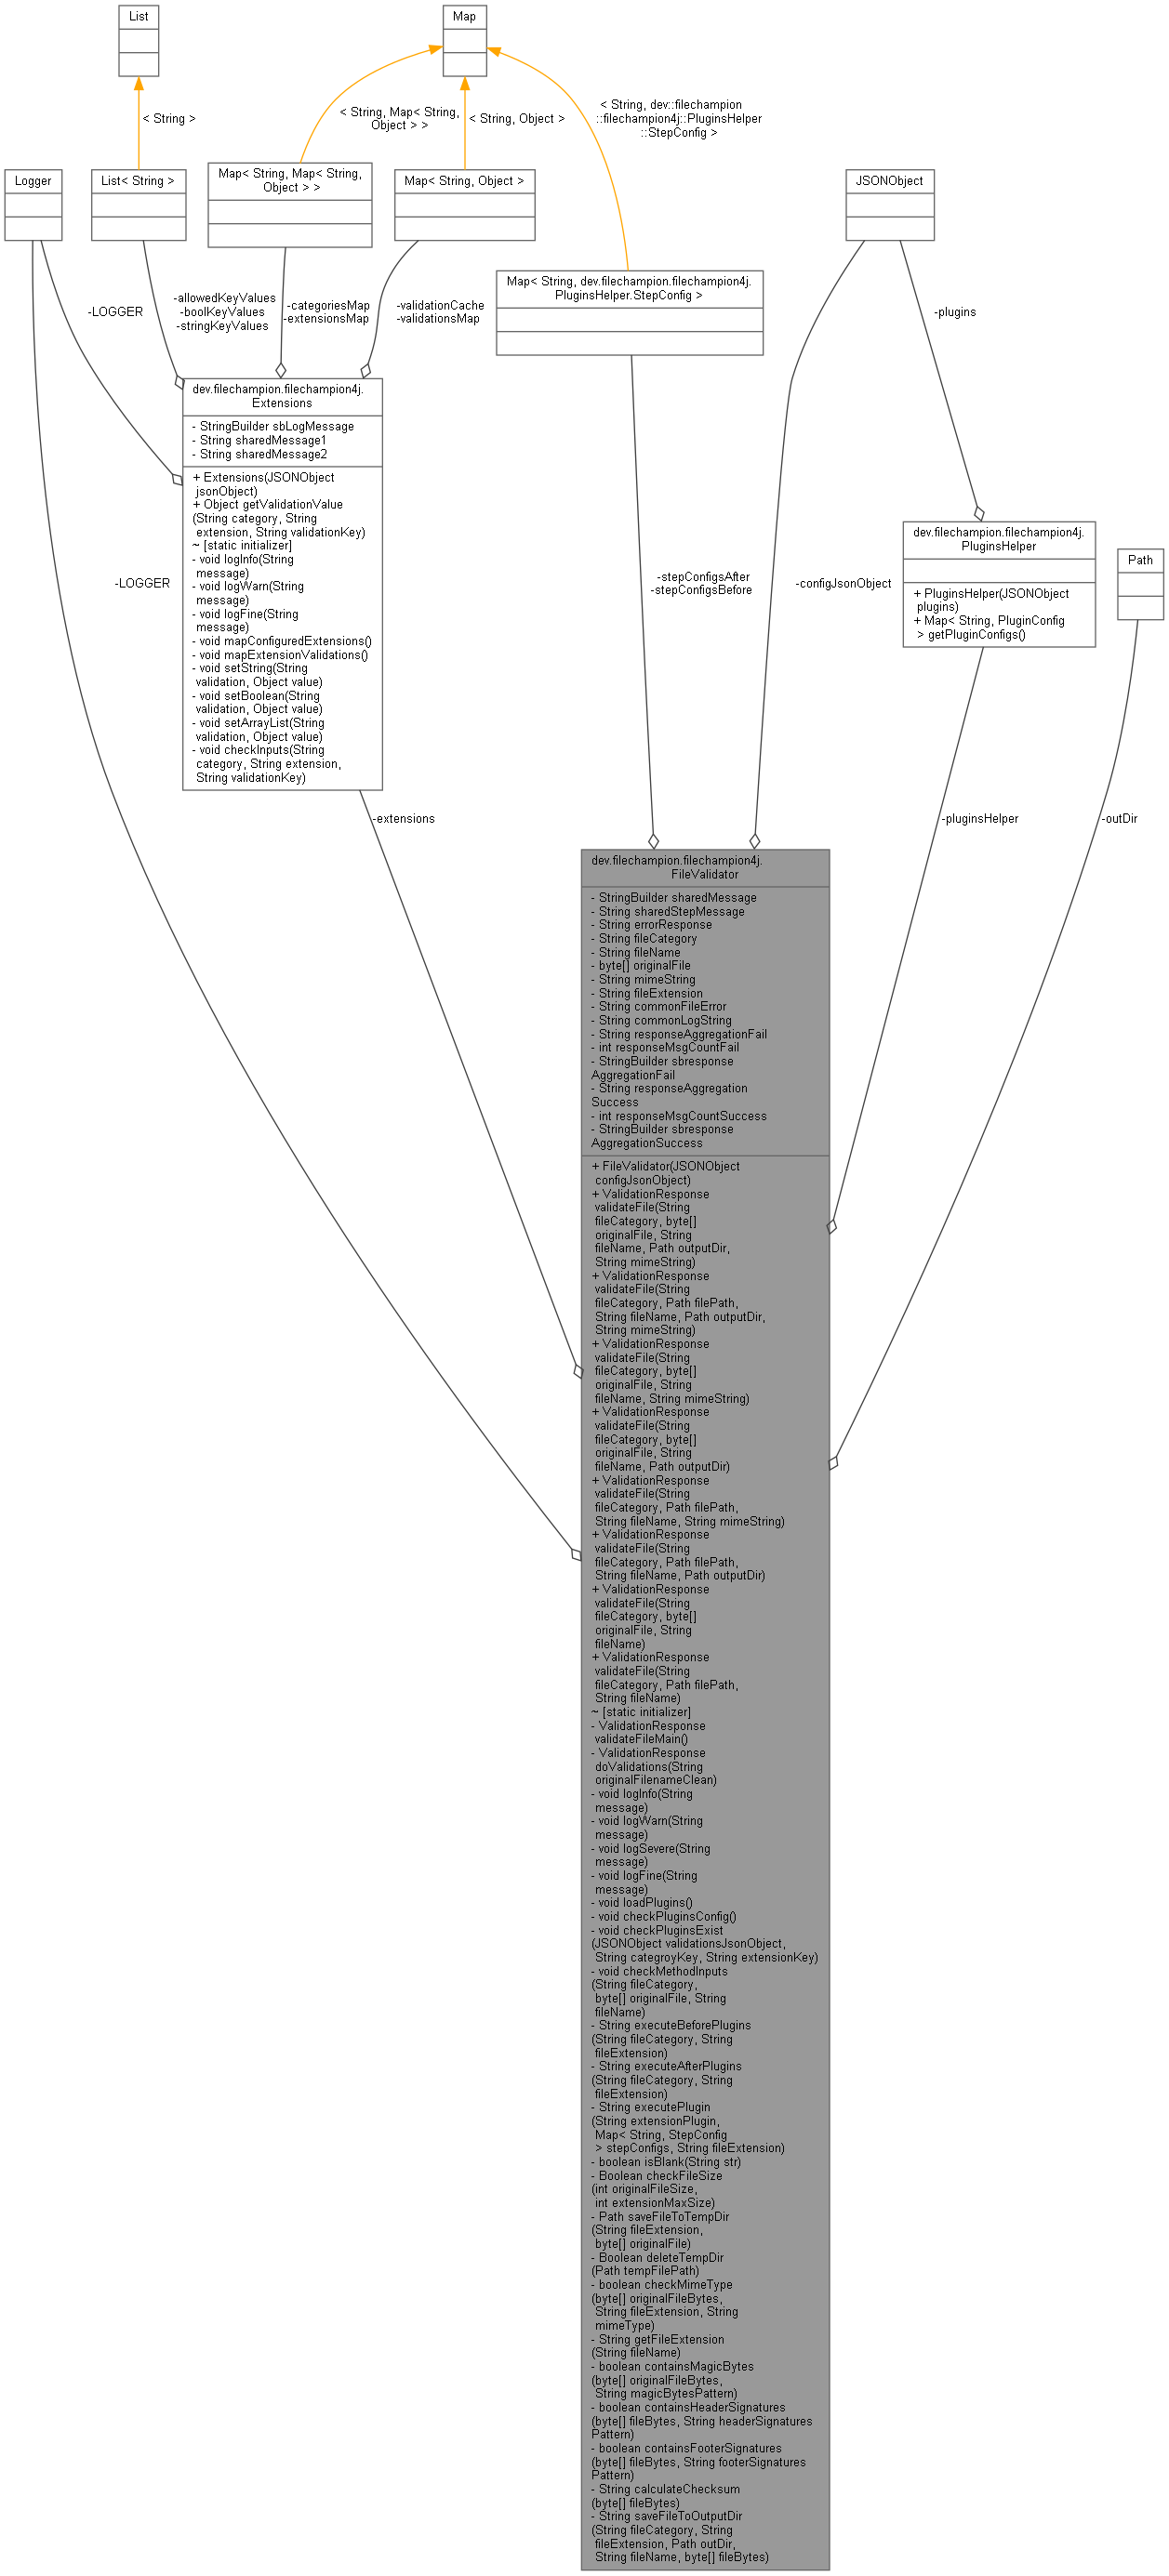 List
Map
< String >
< String, Map< String,
Object > >
< String, Object >
< String, dev::filechampion
::filechampion4j::PluginsHelper
::StepConfig >
Logger
List< String >
Map< String, Map< String,
Object > >
Map< String, Object >
JSONObject
Map< String, dev.filechampion.filechampion4j.
PluginsHelper.StepConfig >
-LOGGER
-allowedKeyValues
-boolKeyValues
-stringKeyValues
-categoriesMap
-extensionsMap
-validationCache
-validationsMap
-plugins
dev.filechampion.filechampion4j.
Extensions
- StringBuilder sbLogMessage
- String sharedMessage1
- String sharedMessage2
+ Extensions(JSONObject
jsonObject)
+ Object getValidationValue
(String category, String
extension, String validationKey)
~ [static initializer]
- void logInfo(String
message)
- void logWarn(String
message)
- void logFine(String
message)
- void mapConfiguredExtensions()
- void mapExtensionValidations()
- void setString(String
validation, Object value)
- void setBoolean(String
validation, Object value)
- void setArrayList(String
validation, Object value)
- void checkInputs(String
category, String extension,
String validationKey)
dev.filechampion.filechampion4j.
PluginsHelper
+ PluginsHelper(JSONObject
plugins)
+ Map< String, PluginConfig
> getPluginConfigs()
Path
-LOGGER
-stepConfigsAfter
-stepConfigsBefore
-configJsonObject
-extensions
-pluginsHelper
-outDir
dev.filechampion.filechampion4j.
FileValidator
- StringBuilder sharedMessage
- String sharedStepMessage
- String errorResponse
- String fileCategory
- String fileName
- byte[] originalFile
- String mimeString
- String fileExtension
- String commonFileError
- String commonLogString
- String responseAggregationFail
- int responseMsgCountFail
- StringBuilder sbresponse
AggregationFail
- String responseAggregation
Success
- int responseMsgCountSuccess
- StringBuilder sbresponse
AggregationSuccess
+ FileValidator(JSONObject
configJsonObject)
+ ValidationResponse
validateFile(String
fileCategory, byte[]
originalFile, String
fileName, Path outputDir,
String mimeString)
+ ValidationResponse
validateFile(String
fileCategory, Path filePath,
String fileName, Path outputDir,
String mimeString)
+ ValidationResponse
validateFile(String
fileCategory, byte[]
originalFile, String
fileName, String mimeString)
+ ValidationResponse
validateFile(String
fileCategory, byte[]
originalFile, String
fileName, Path outputDir)
+ ValidationResponse
validateFile(String
fileCategory, Path filePath,
String fileName, String mimeString)
+ ValidationResponse
validateFile(String
fileCategory, Path filePath,
String fileName, Path outputDir)
+ ValidationResponse
validateFile(String
fileCategory, byte[]
originalFile, String
fileName)
+ ValidationResponse
validateFile(String
fileCategory, Path filePath,
String fileName)
~ [static initializer]
- ValidationResponse
validateFileMain()
- ValidationResponse
doValidations(String
originalFilenameClean)
- void logInfo(String
message)
- void logWarn(String
message)
- void logSevere(String
message)
- void logFine(String
message)
- void loadPlugins()
- void checkPluginsConfig()
- void checkPluginsExist
(JSONObject validationsJsonObject,
String categroyKey, String extensionKey)
- void checkMethodInputs
(String fileCategory,
byte[] originalFile, String
fileName)
- String executeBeforePlugins
(String fileCategory, String
fileExtension)
- String executeAfterPlugins
(String fileCategory, String
fileExtension)
- String executePlugin
(String extensionPlugin,
Map< String, StepConfig
> stepConfigs, String fileExtension)
- boolean isBlank(String str)
- Boolean checkFileSize
(int originalFileSize,
int extensionMaxSize)
- Path saveFileToTempDir
(String fileExtension,
byte[] originalFile)
- Boolean deleteTempDir
(Path tempFilePath)
- boolean checkMimeType
(byte[] originalFileBytes,
String fileExtension, String
mimeType)
- String getFileExtension
(String fileName)
- boolean containsMagicBytes
(byte[] originalFileBytes,
String magicBytesPattern)
- boolean containsHeaderSignatures
(byte[] fileBytes, String headerSignatures
Pattern)
- boolean containsFooterSignatures
(byte[] fileBytes, String footerSignatures
Pattern)
- String calculateChecksum
(byte[] fileBytes)
- String saveFileToOutputDir
(String fileCategory, String
fileExtension, Path outDir,
String fileName, byte[] fileBytes)